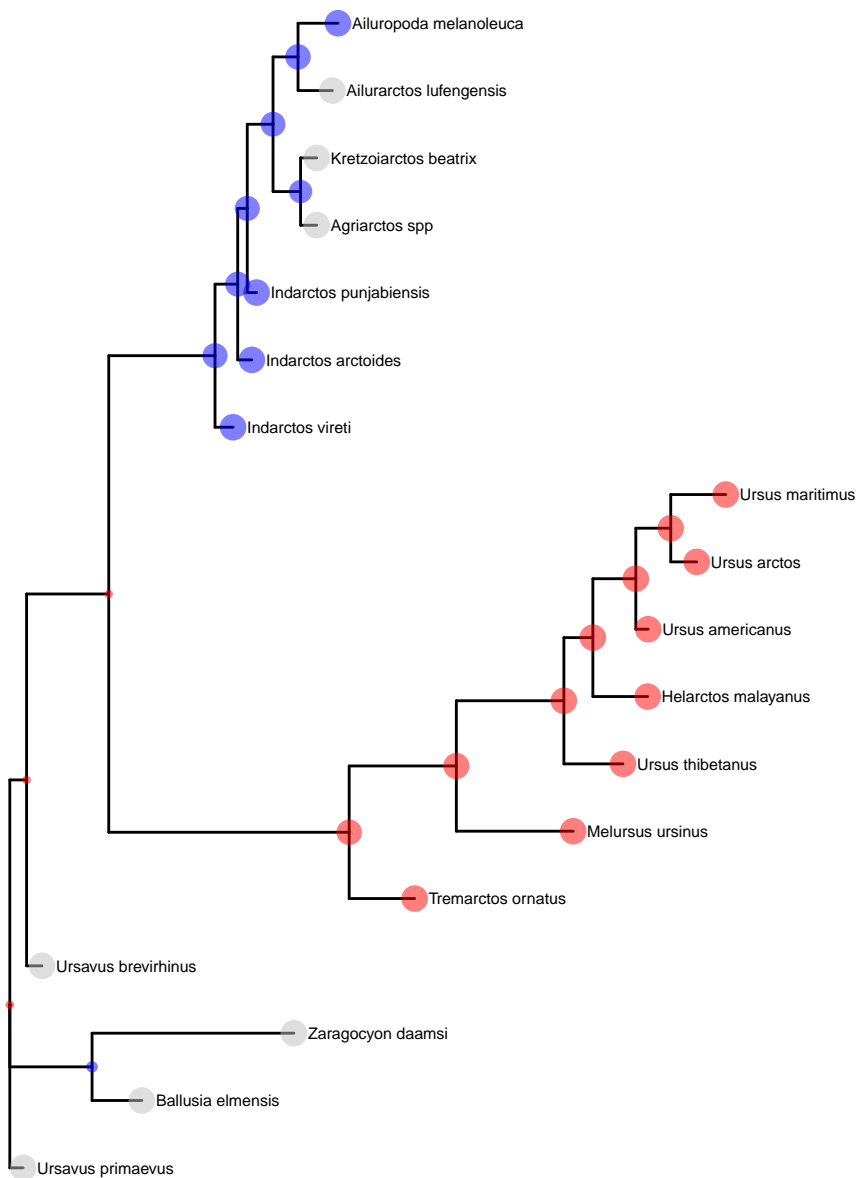 Ailuropoda melanoleuca
Ailurarctos lufengensis
Kretzoiarctos beatrix
Agriarctos spp
Indarctos punjabiensis
Indarctos arctoides
Indarctos vireti
Ursus maritimus
Ursus arctos
Ursus americanus
Helarctos malayanus
Ursus thibetanus
Melursus ursinus
Tremarctos ornatus
Ursavus brevirhinus
Zaragocyon daamsi
Ballusia elmensis
Ursavus primaevus